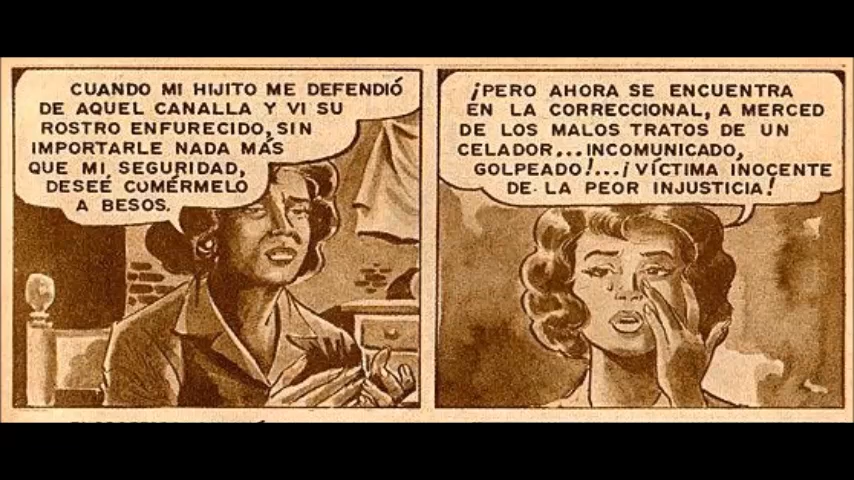 CUANDO MI HIJITO ME DEFENDIÓ
DE AQUEL CANALLA Y VI SU
ROSTRO ENFURECIDO, SIN
IMPORTARLE NADA MÁS
QUE MI SEGURIDAD,
DESEÉ COMÉRMELO
A BESOS.
¡PERO AHORA SE ENCUENTRA
EN LA CORRECCIONAL, A MERCED
DE LOS MALOS TRATOS DE UN
CELADOR...INCOMUNICADO,
GOLPEADO!...¡VÍCTIMA INOCENTE
DE LA PEOR INJUSTICIA!